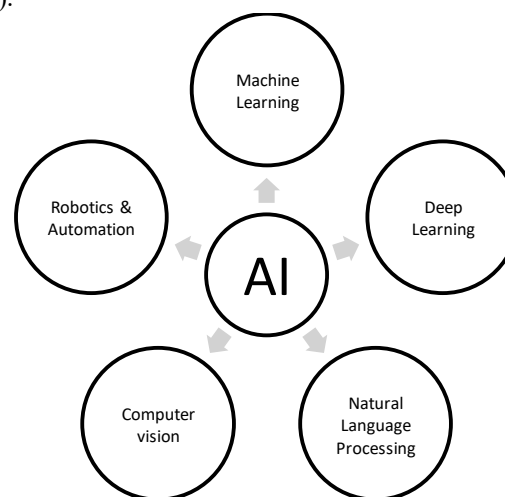 ).
Machine
Learning
Robotics &
Automation
Deep
Learning
AI
Computer
vision
Natural
Language
Processing